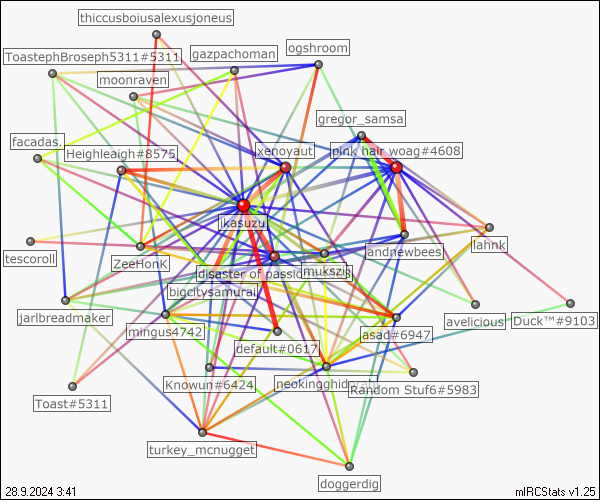 thiccusboiusalexusjoneus
ToastephBroseph5311#5311
gazpachoman
ogshroom
moonraven
gregor_samsa
facadas.
Heighleaigh#8575
xenoyaut
pink hair woag#4608
ikasuzu
tescoroll
ZeeHonK
disaster of passion
mukszi
andnewbees
lahnk
bigcitysamurai
jarlbreadmaker
mingus4742
default#0617
asad#6947
avelicious
Duck™#9103
Knowun#6424
Random Stuf6#5983
Toast#5311
turkey_mcnugget
doggerdig
28.9.2024 3:41
mIRCStats v1.25